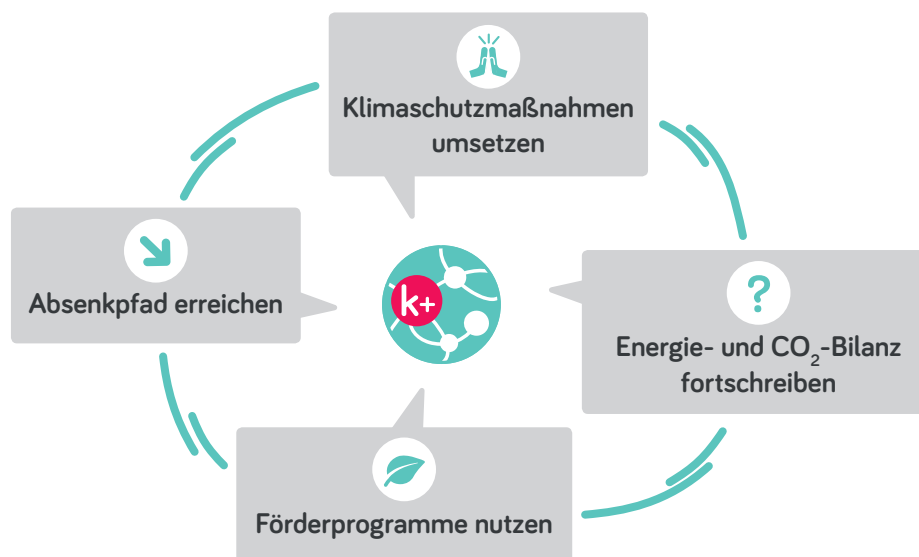 Klimaschutzmaßnahmen
umsetzen
Absenkpfad erreichen
k+
?
Energie- und CO₂-Bilanz
fortschreiben
Förderprogramme nutzen